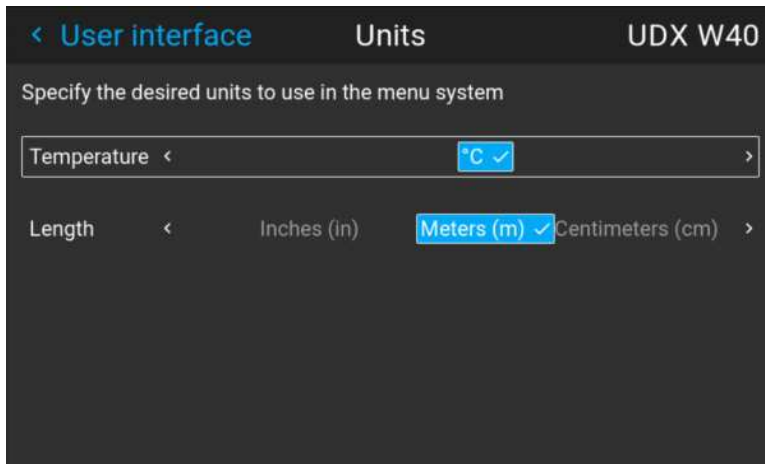 < User interface Units UDX W40
Specify the desired units to use in the menu system
Temperature < °C ✓ >
Length < Inches (in) Meters (m) ✓ Centimeters (cm) >